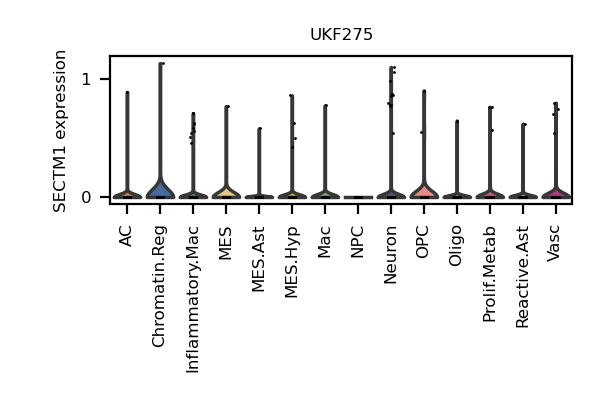 UKF275
SECTM1 expression
1
0
AC
Chromatin.Reg
Inflammatory.Mac
MES
MES.Ast
MES.Hyp
Mac
NPC
Neuron
OPC
Oligo
Prolif.Metab
Reactive.Ast
Vasc